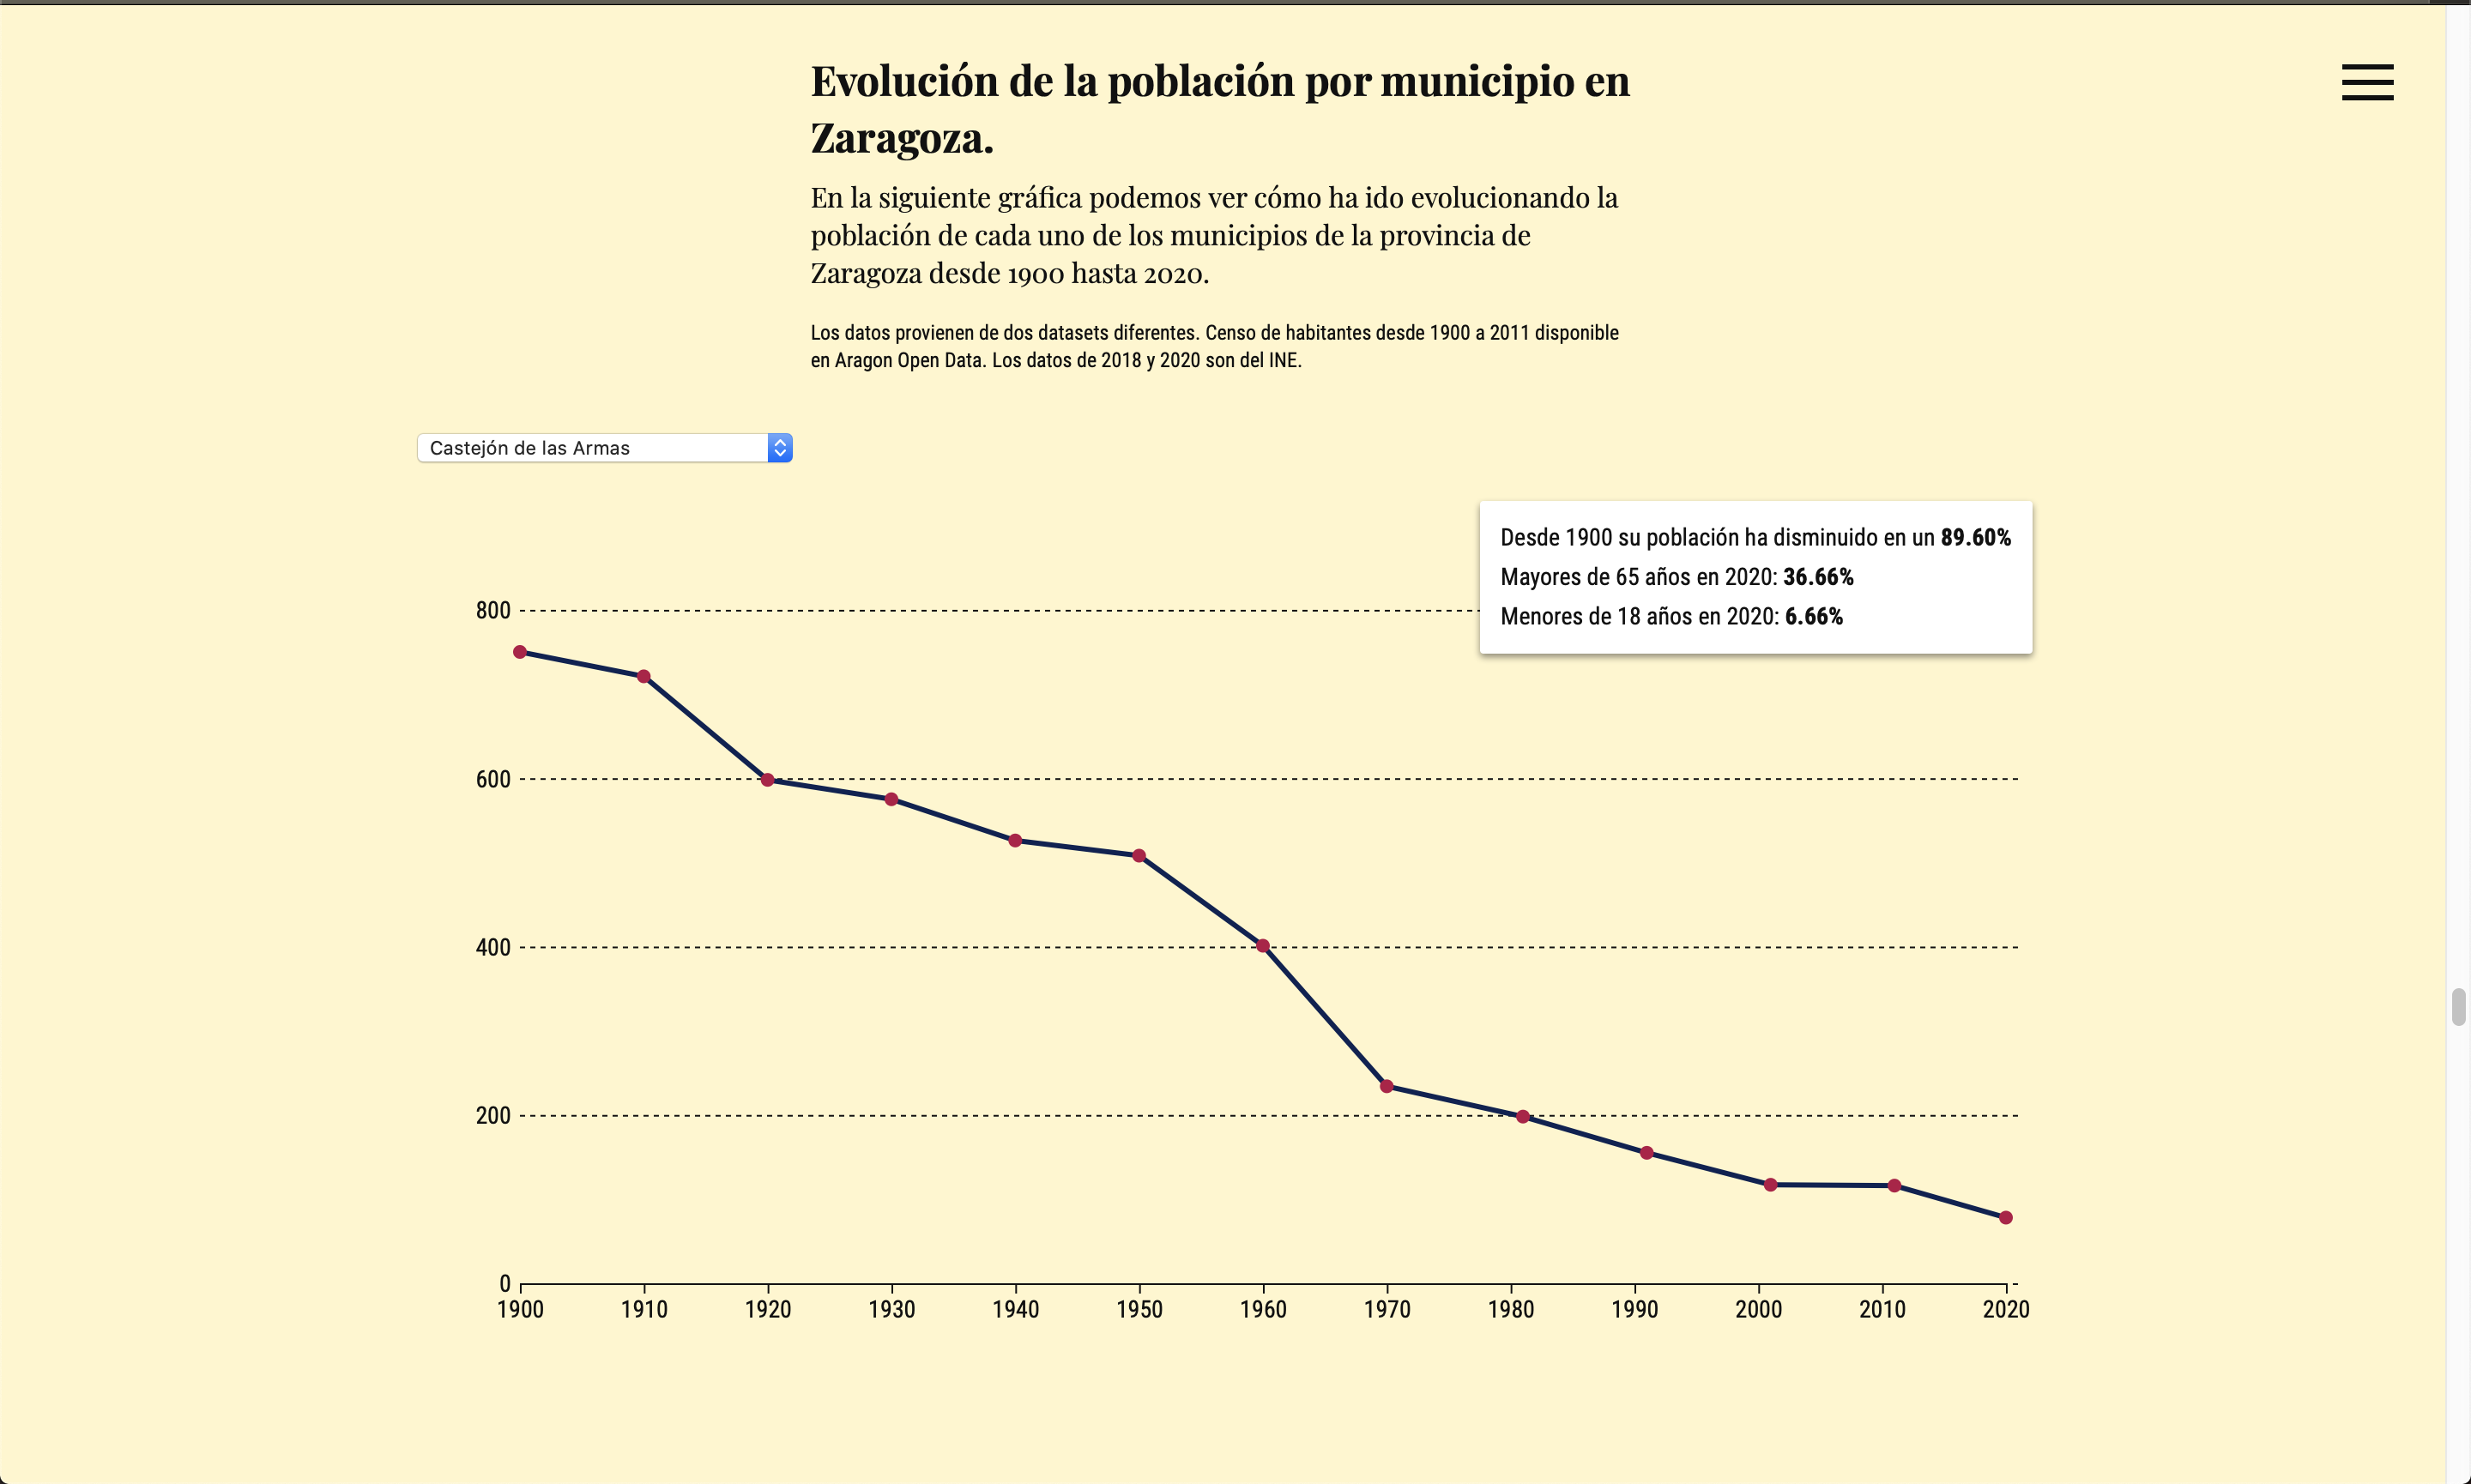 Evolución de la población por municipio en
Zaragoza.
En la siguiente gráfica podemos ver cómo ha ido evolucionando la
población de cada uno de los municipios de la provincia de
Zaragoza desde 1900 hasta 2020.
Los datos provienen de dos datasets diferentes. Censo de habitantes desde 1900 a 2011 disponible
en Aragon Open Data. Los datos de 2018 y 2020 son del INE.
Castejón de las Armas
Desde 1900 su población ha disminuido en un 89.60%
Mayores de 65 años en 2020: 36.66%
Menores de 18 años en 2020: 6.66%
800
600
400
200
0
1900 1910 1920 1930 1940 1950 1960 1970 1980 1990 2000 2010 2020